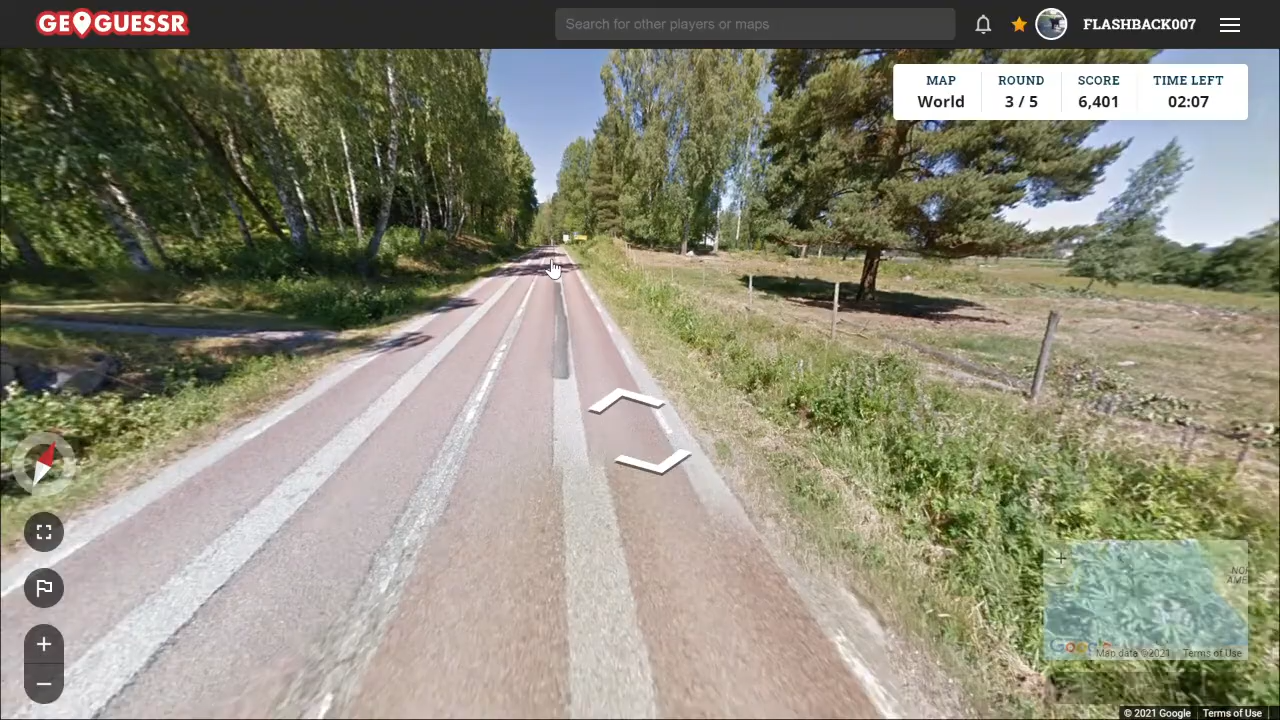 GEOGUESSR
Search for other players or maps
FLASHBACK007
MAP
World
ROUND
3 / 5
SCORE
6,401
TIME LEFT
02:07
+
−
+
Google
Map data ©2021
Terms of Use
© 2021 Google
Terms of Use